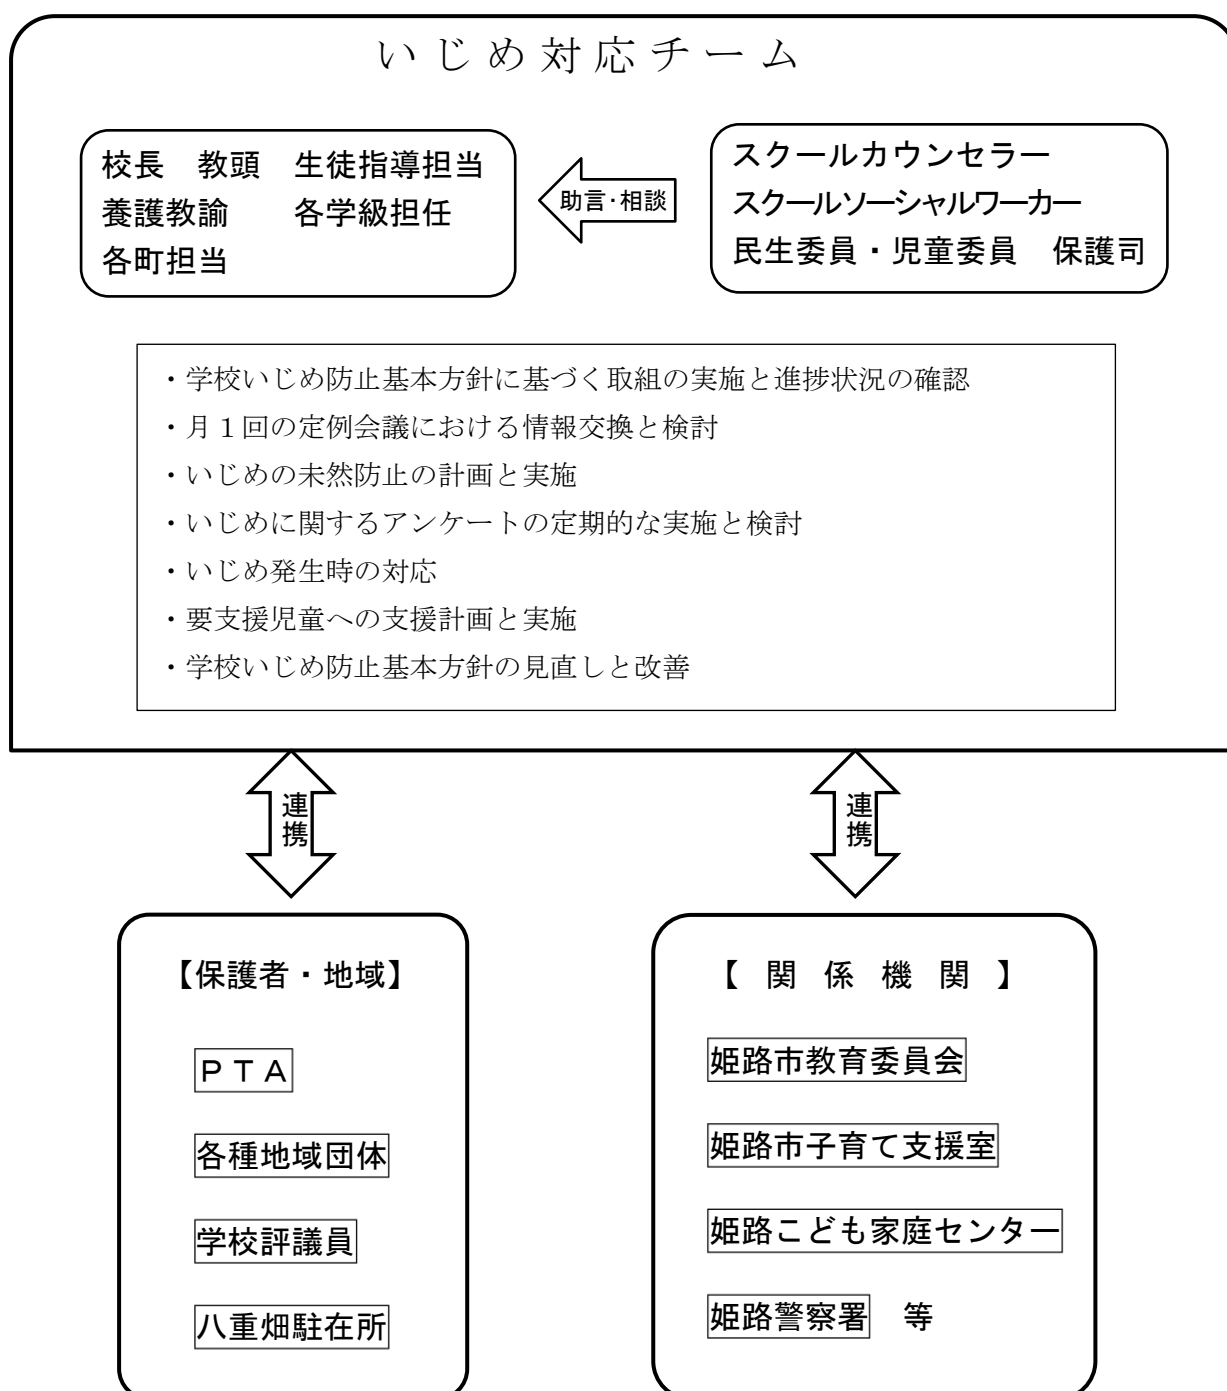 いじめ対応チーム
校長　教頭　生徒指導担当
養護教諭　　各学級担任
各町担当
助言・相談
スクールカウンセラー
スクールソーシャルワーカー
民生委員・児童委員　保護司
・学校いじめ防止基本方針に基づく取組の実施と進捗状況の確認
・月１回の定例会議における情報交換と検討
・いじめの未然防止の計画と実施
・いじめに関するアンケートの定期的な実施と検討
・いじめ発生時の対応
・要支援児童への支援計画と実施
・学校いじめ防止基本方針の見直しと改善
連携
連携
【保護者・地域】
ＰＴＡ
各種地域団体
学校評議員
八重畑駐在所
【関係機関】
姫路市教育委員会
姫路市子育て支援室
姫路こども家庭センター
姫路警察署　等